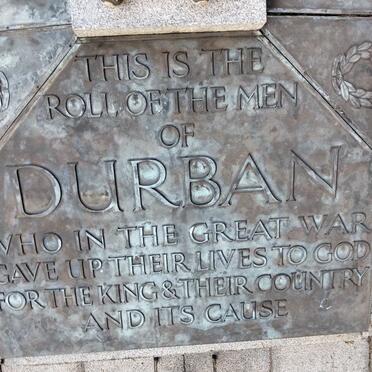 THIS IS THE
ROLL OF THE MEN
OF
DURBAN
WHO IN THE GREAT WAR
GAVE UP THEIR LIVES TO GOD
FOR THE KING & THEIR COUNTRY
AND ITS CAUSE